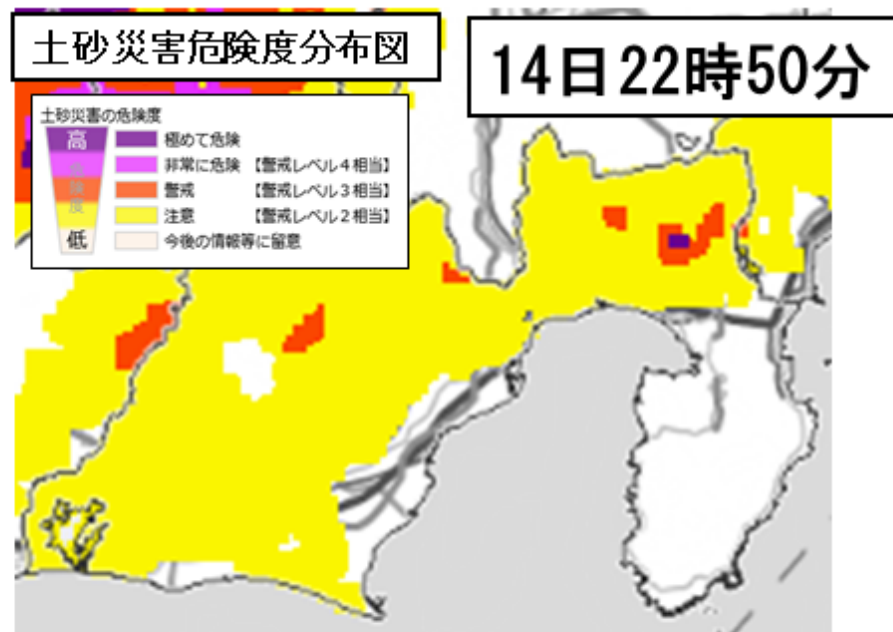 土砂災害危険度分布図
14日22時50分
土砂災害の危険度
高
危険度
低
極めて危険
非常に危険 【警戒レベル4相当】
警戒 【警戒レベル3相当】
注意 【警戒レベル2相当】
今後の情報等に留意